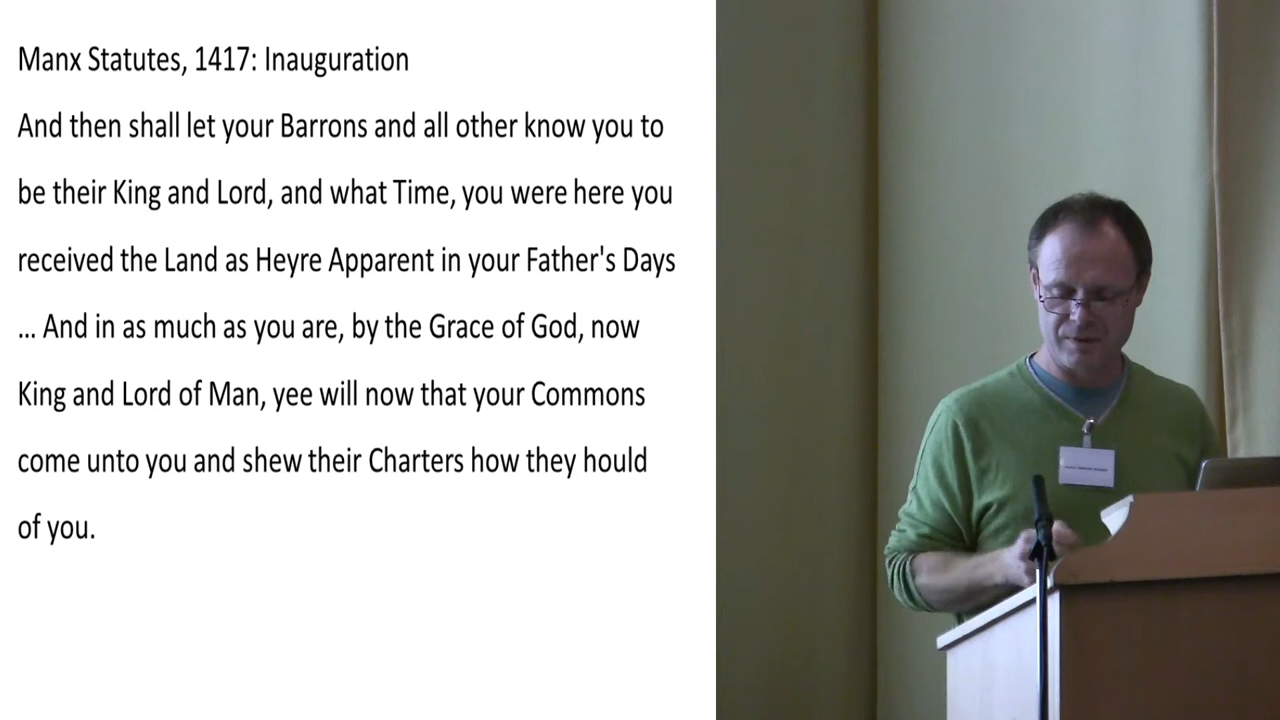 Manx Statutes, 1417: Inauguration
And then shall let your Barrons and all other know you to
be their King and Lord, and what Time, you were here you
received the Land as Heyre Apparent in your Father's Days
... And in as much as you are, by the Grace of God, now
King and Lord of Man, yee will now that your Commons
come unto you and shew their Charters how they hould
of you.